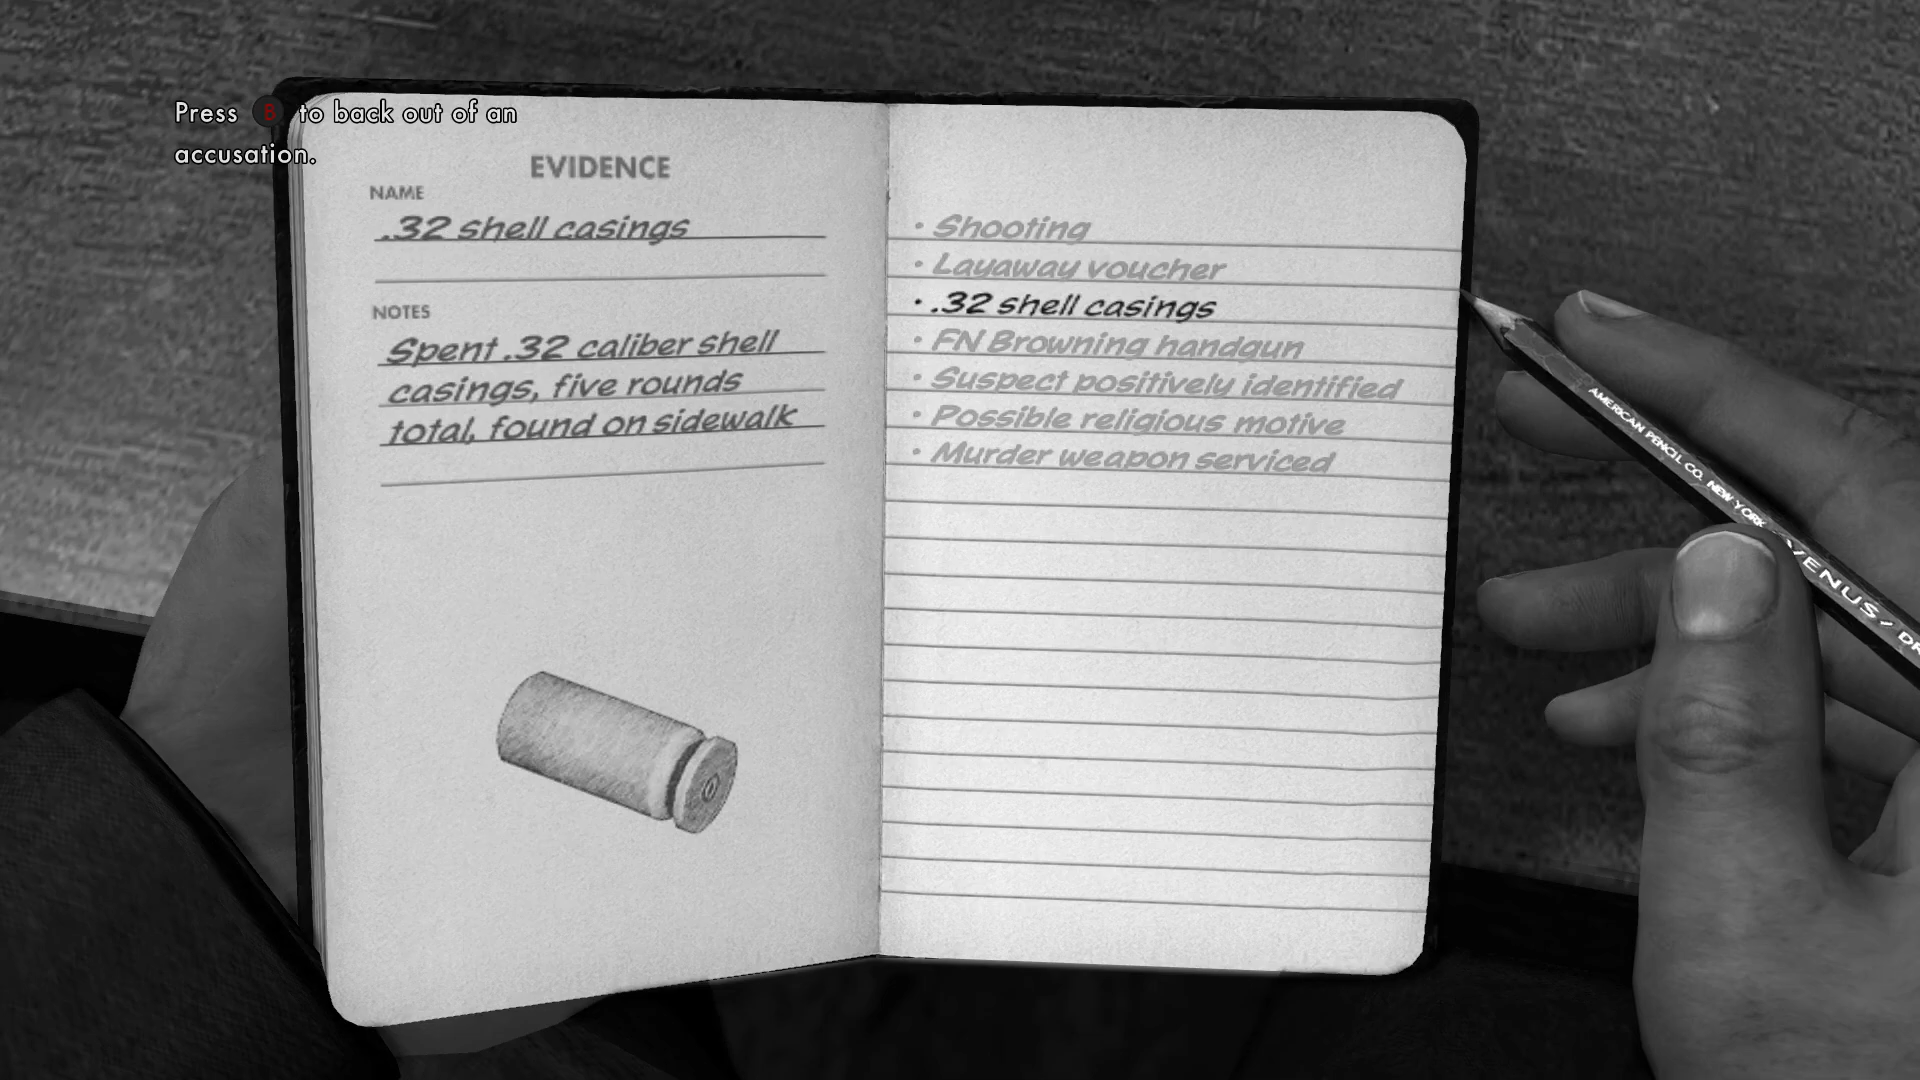 Press B to back out of an
accusation.
EVIDENCE
NAME
.32 shell casings
NOTES
Spent .32 caliber shell
casings, five rounds
total, found on sidewalk
• Shooting
• Layaway voucher
• .32 shell casings
• FN Browning handgun
• Suspect positively identified
• Possible religious motive
• Murder weapon serviced
AMERICAN PENCIL CO. NEW YORK
VENUS / DR